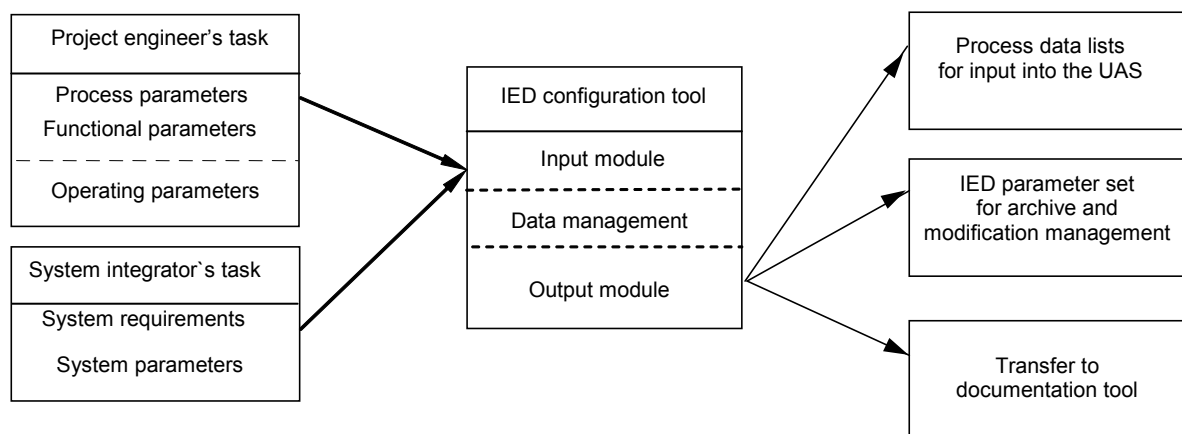 Project engineer's task
Process parameters
Functional parameters
Operating parameters
System integrator`s task
System requirements
System parameters
IED configuration tool
Input module
Data management
Output module
Process data lists
for input into the UAS
IED parameter set
for archive and
modification management
Transfer to
documentation tool